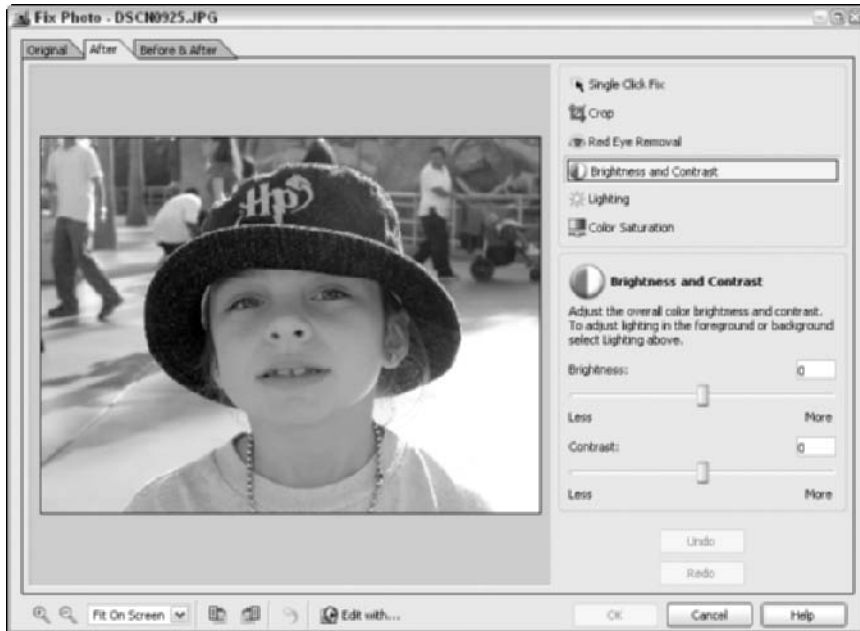 Fix Photo - DSCN0925.JPG
Original After Before & After
Hp
Single Click Fix
Crop
Red Eye Removal
Brightness and Contrast
Lighting
Color Saturation
Brightness and Contrast
Adjust the overall color brightness and contrast.
To adjust lighting in the foreground or background
select Lighting above.
Brightness: 0
Less More
Contrast: 0
Less More
Undo
Redo
Fit On Screen Edit with... OK Cancel Help